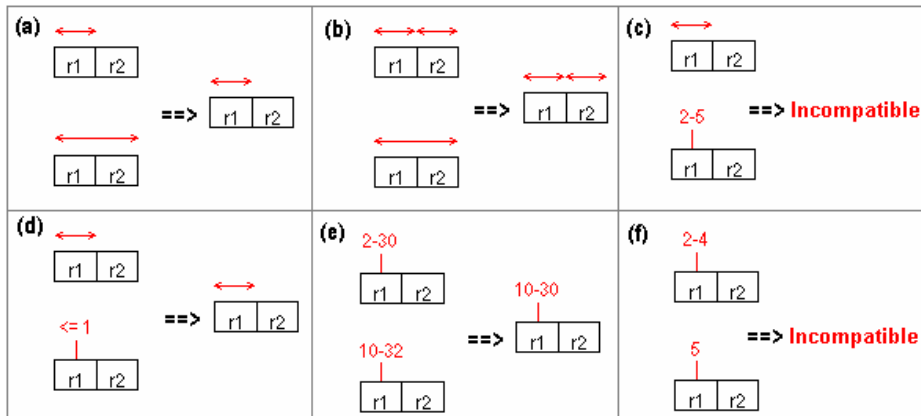 (a)
r1 r2
==> r1 r2
r1 r2
(b)
r1 r2
==> r1 r2
r1 r2
(c)
r1 r2
==> Incompatible
2-5
r1 r2
(d)
r1 r2
==> r1 r2
<= 1
r1 r2
(e)
2-30
r1 r2
10-30
==> r1 r2
10-32
r1 r2
(f)
2-4
r1 r2
==> Incompatible
5
r1 r2